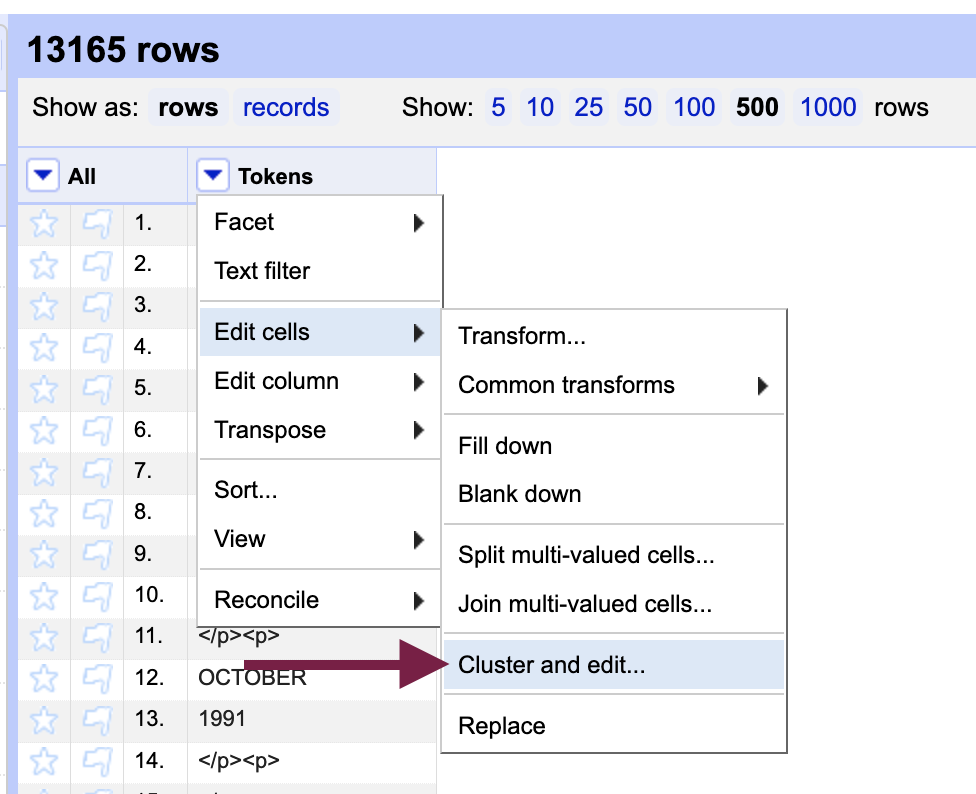 13165 rows
Show as: rows records Show: 5 10 25 50 100 500 1000 rows
All Tokens
1.
2.
3.
4.
5.
6.
7.
8.
9.
10.
11. </p><p>
12. OCTOBER
13. 1991
14. </p><p>
Facet
Text filter
Edit cells
Edit column
Transpose
Sort...
View
Reconcile
Transform...
Common transforms
Fill down
Blank down
Split multi-valued cells...
Join multi-valued cells...
Cluster and edit...
Replace